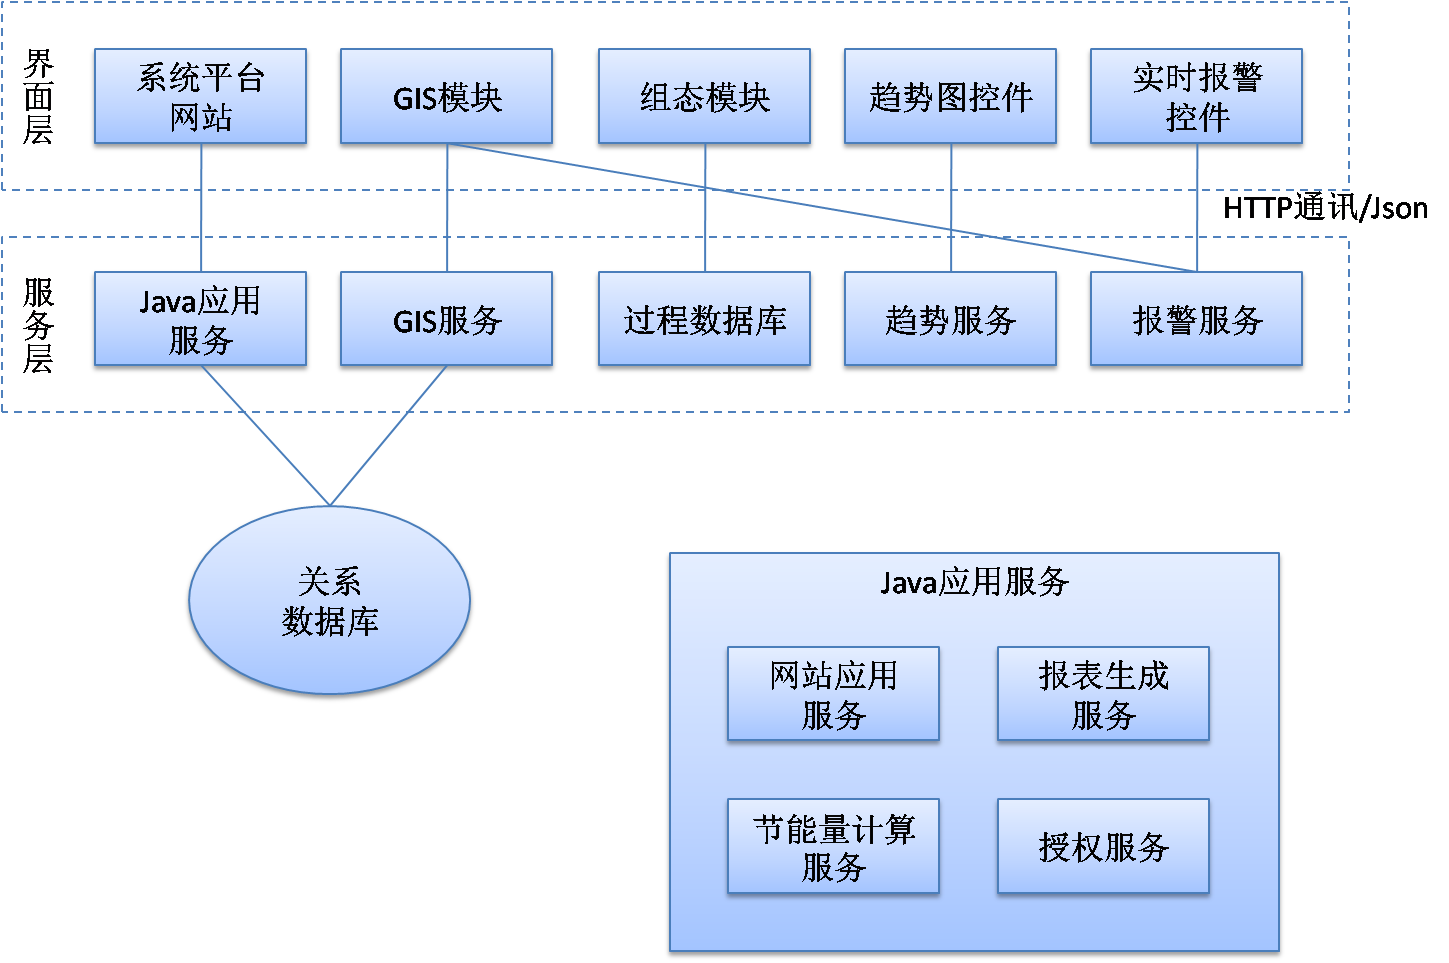 界
面
层
系统平台
网站
GIS模块
组态模块
趋势图控件
实时报警
控件
HTTP通讯/Json
服
务
层
Java应用
服务
GIS服务
过程数据库
趋势服务
报警服务
关系
数据库
Java应用服务
网站应用
服务
报表生成
服务
节能量计算
服务
授权服务